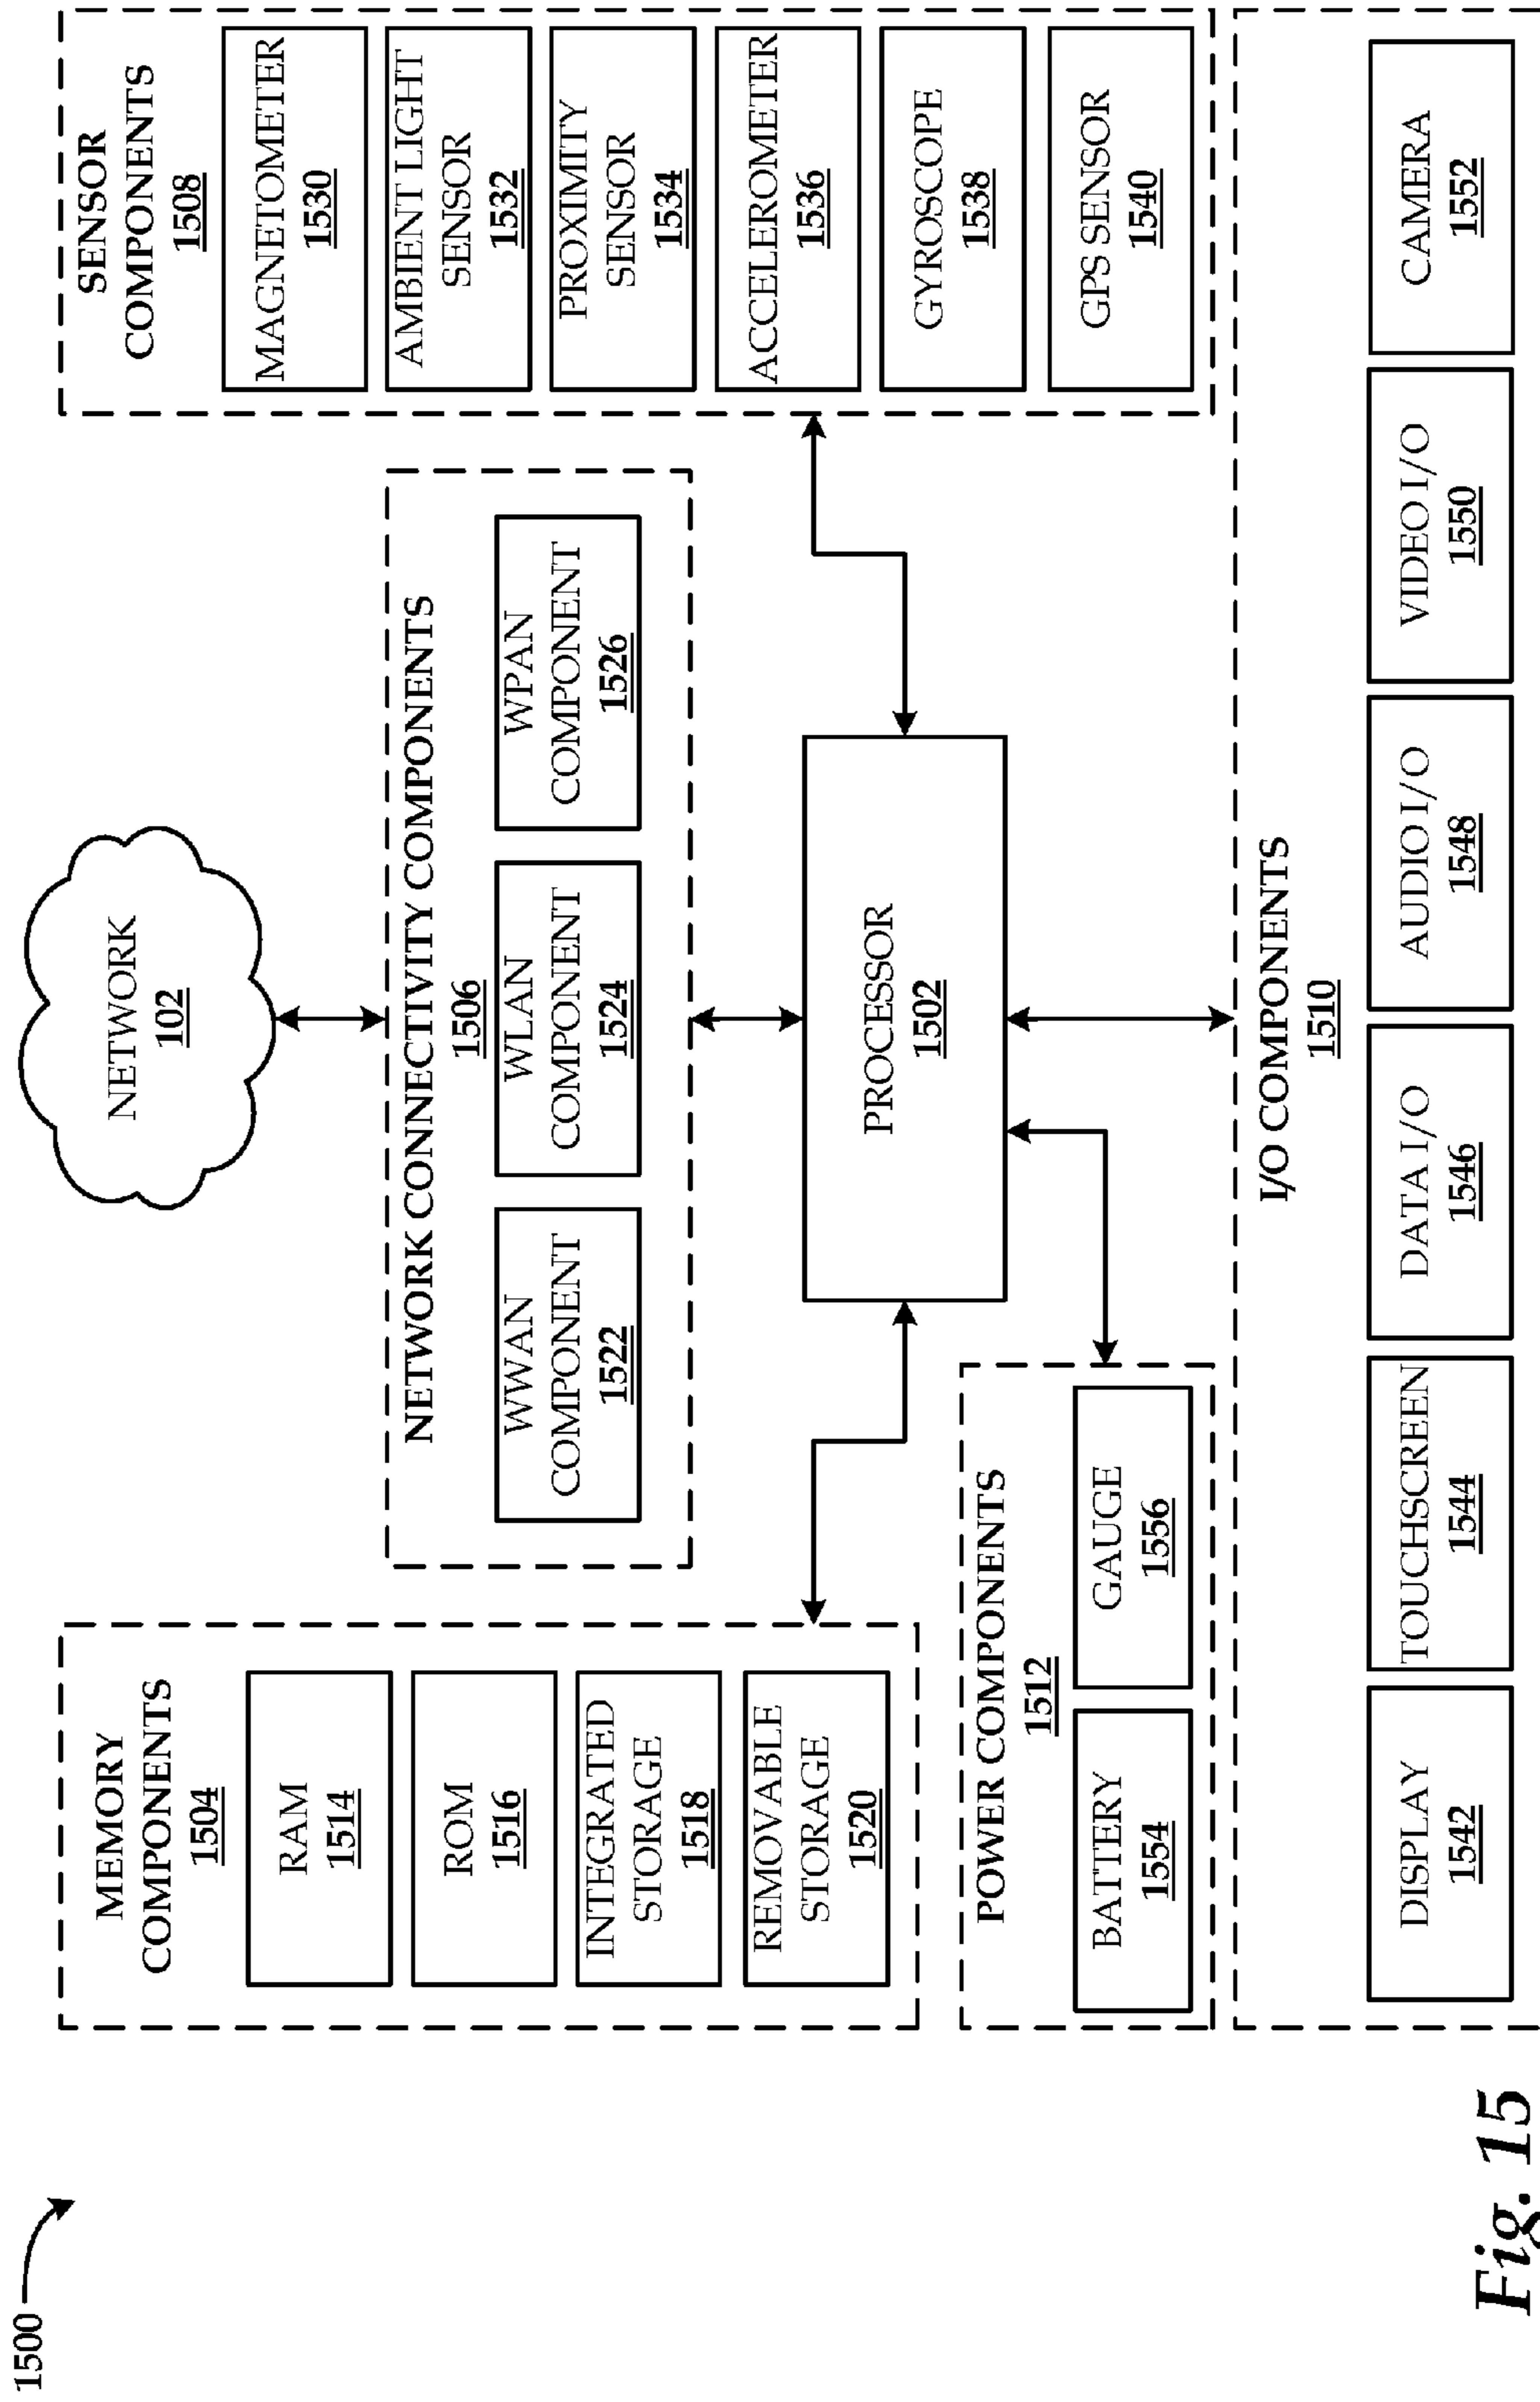 1500
NETWORK
102
MEMORY
COMPONENTS
1504
RAM
1514
ROM
1516
INTEGRATED
STORAGE
1518
REMOVABLE
STORAGE
1520
NETWORK CONNECTIVITY COMPONENTS
1506
WWAN
COMPONENT
1522
WLAN
COMPONENT
1524
WPAN
COMPONENT
1526
SENSOR
COMPONENTS
1508
MAGNETOMETER
1530
AMBIENT LIGHT
SENSOR
1532
PROXIMITY
SENSOR
1534
ACCELEROMETER
1536
GYROSCOPE
1538
GPS SENSOR
1540
PROCESSOR
1502
POWER COMPONENTS
1512
BATTERY
1554
GAUGE
1556
I/O COMPONENTS
1510
DISPLAY
1542
TOUCHSCREEN
1544
DATA I/O
1546
AUDIO I/O
1548
VIDEO I/O
1550
CAMERA
1552
Fig. 15